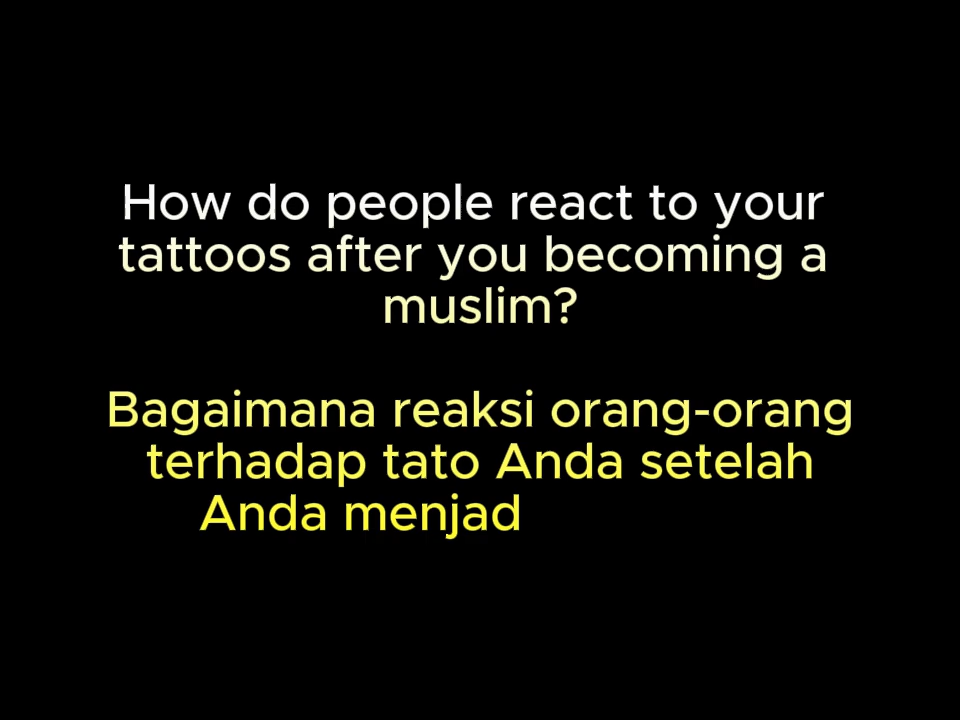 How do people react to your
tattoos after you becoming a
muslim?
Bagaimana reaksi orang-orang
terhadap tato Anda setelah
Anda menjad